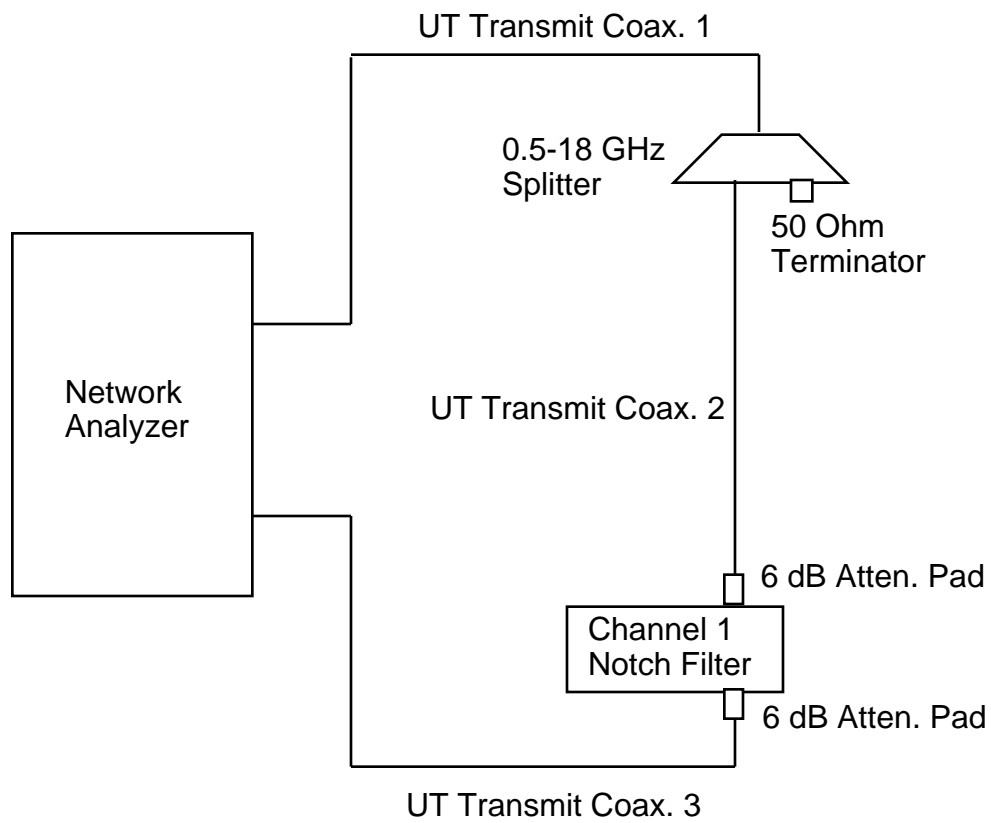 UT Transmit Coax. 1
0.5-18 GHz
Splitter
50 Ohm
Terminator
Network
Analyzer
UT Transmit Coax. 2
6 dB Atten. Pad
Channel 1
Notch Filter
6 dB Atten. Pad
UT Transmit Coax. 3